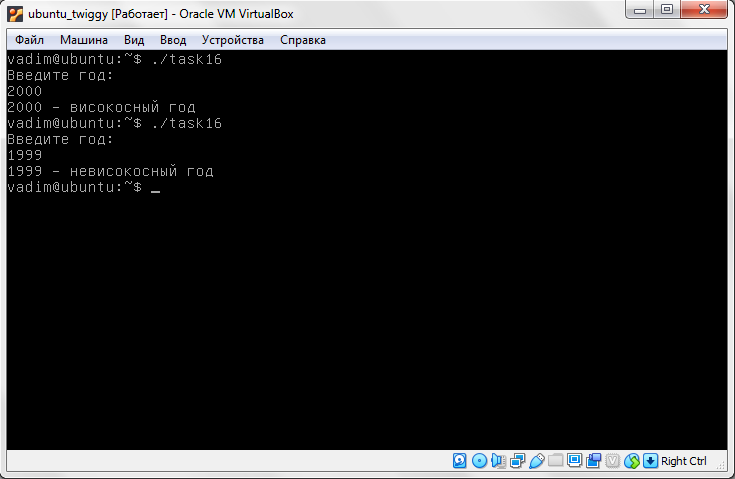 ubuntu_twiggy [Работает] - Oracle VM VirtualBox
Файл Машина Вид Ввод Устройства Справка
vadim@ubuntu:~$ ./task16
Введите год:
2000
2000 - високосный год
vadim@ubuntu:~$ ./task16
Введите год:
1999
1999 - невисокосный год
vadim@ubuntu:~$ _
Right Ctrl